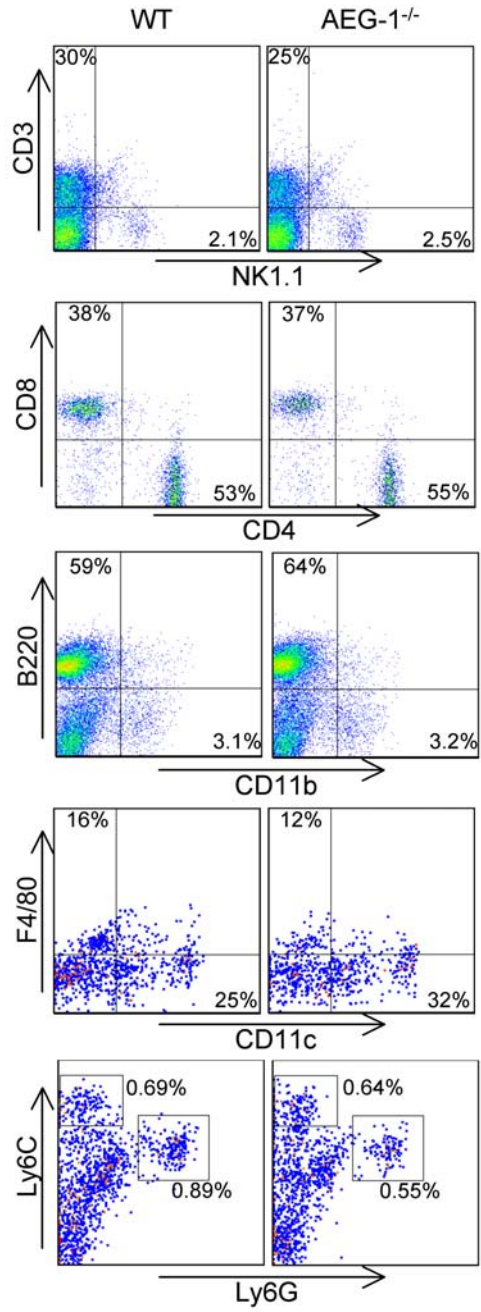 WT AEG-1⁻/⁻
30% 25%
CD3
2.1% 2.5%
NK1.1
38% 37%
CD8
53% 55%
CD4
59% 64%
B220
3.1% 3.2%
CD11b
16% 12%
F4/80
25% 32%
CD11c
0.69% 0.64%
Ly6C
0.89% 0.55%
Ly6G